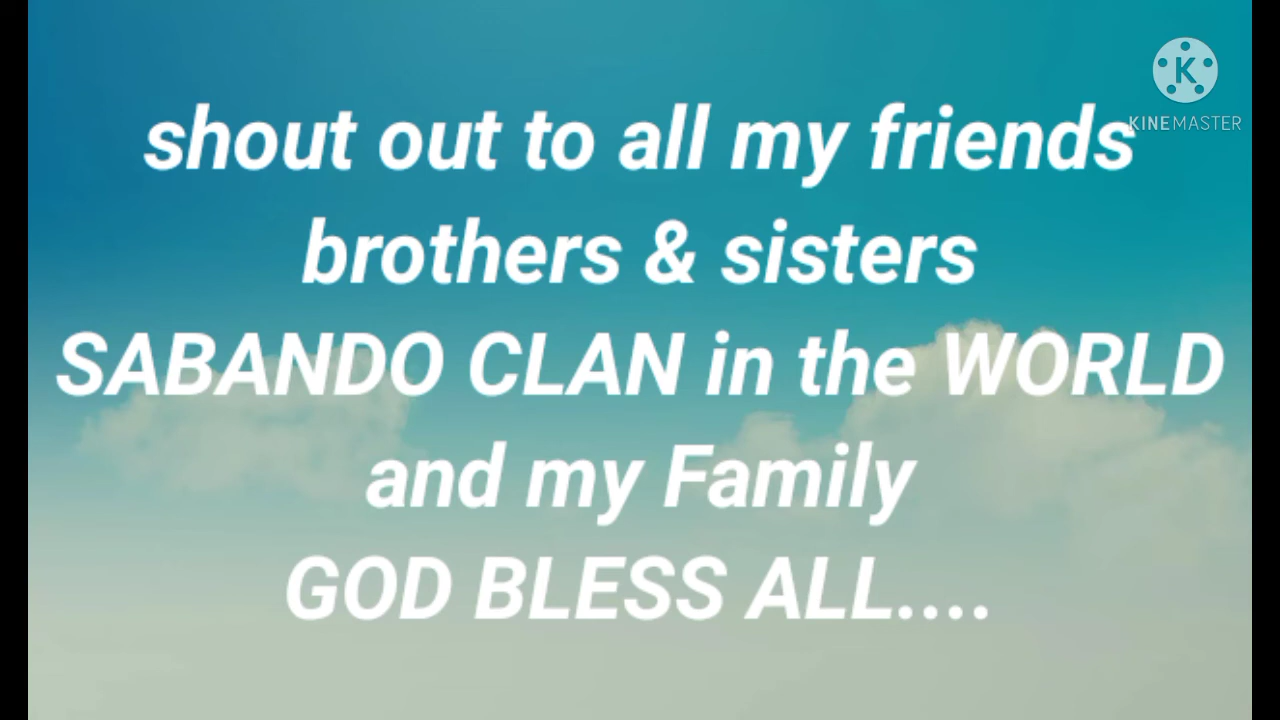 K
KINEMASTER
shout out to all my friends
brothers & sisters
SABANDO CLAN in the WORLD
and my Family
GOD BLESS ALL....